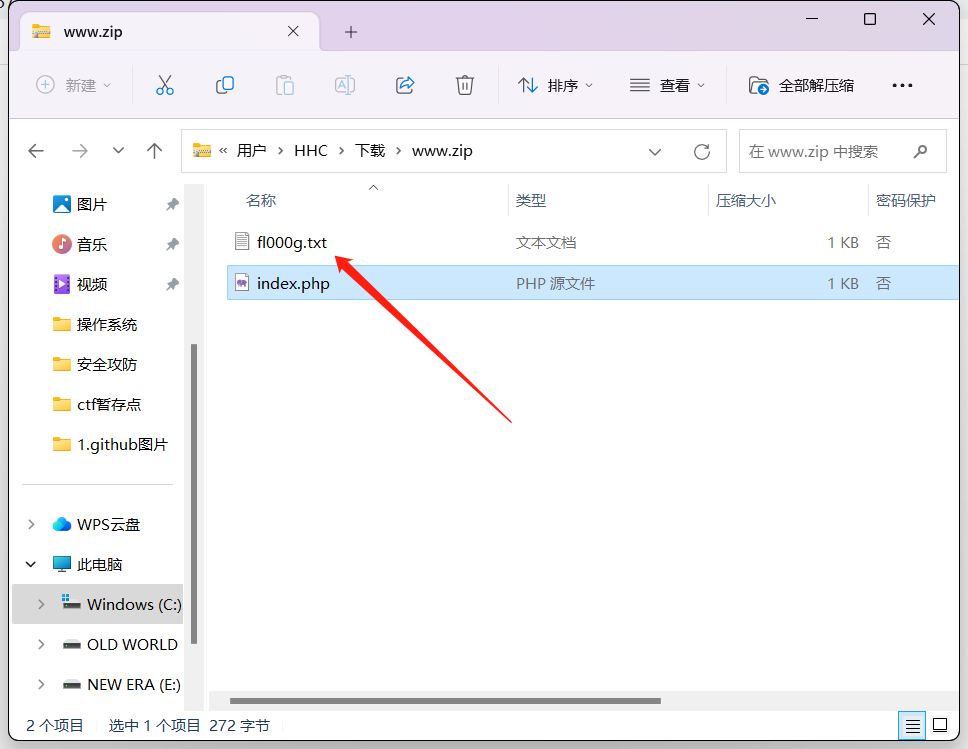 www.zip
新建
排序
查看
全部解压缩
« 用户 › HHC › 下载 › www.zip
在 www.zip 中搜索
名称 类型 压缩大小 密码保护
fl000g.txt 文本文档 1 KB 否
index.php PHP 源文件 1 KB 否
图片
音乐
视频
操作系统
安全攻防
ctf暂存点
1.github图片
WPS云盘
此电脑
Windows (C:)
OLD WORLD
NEW ERA (E:)
2 个项目 选中 1 个项目 272 字节